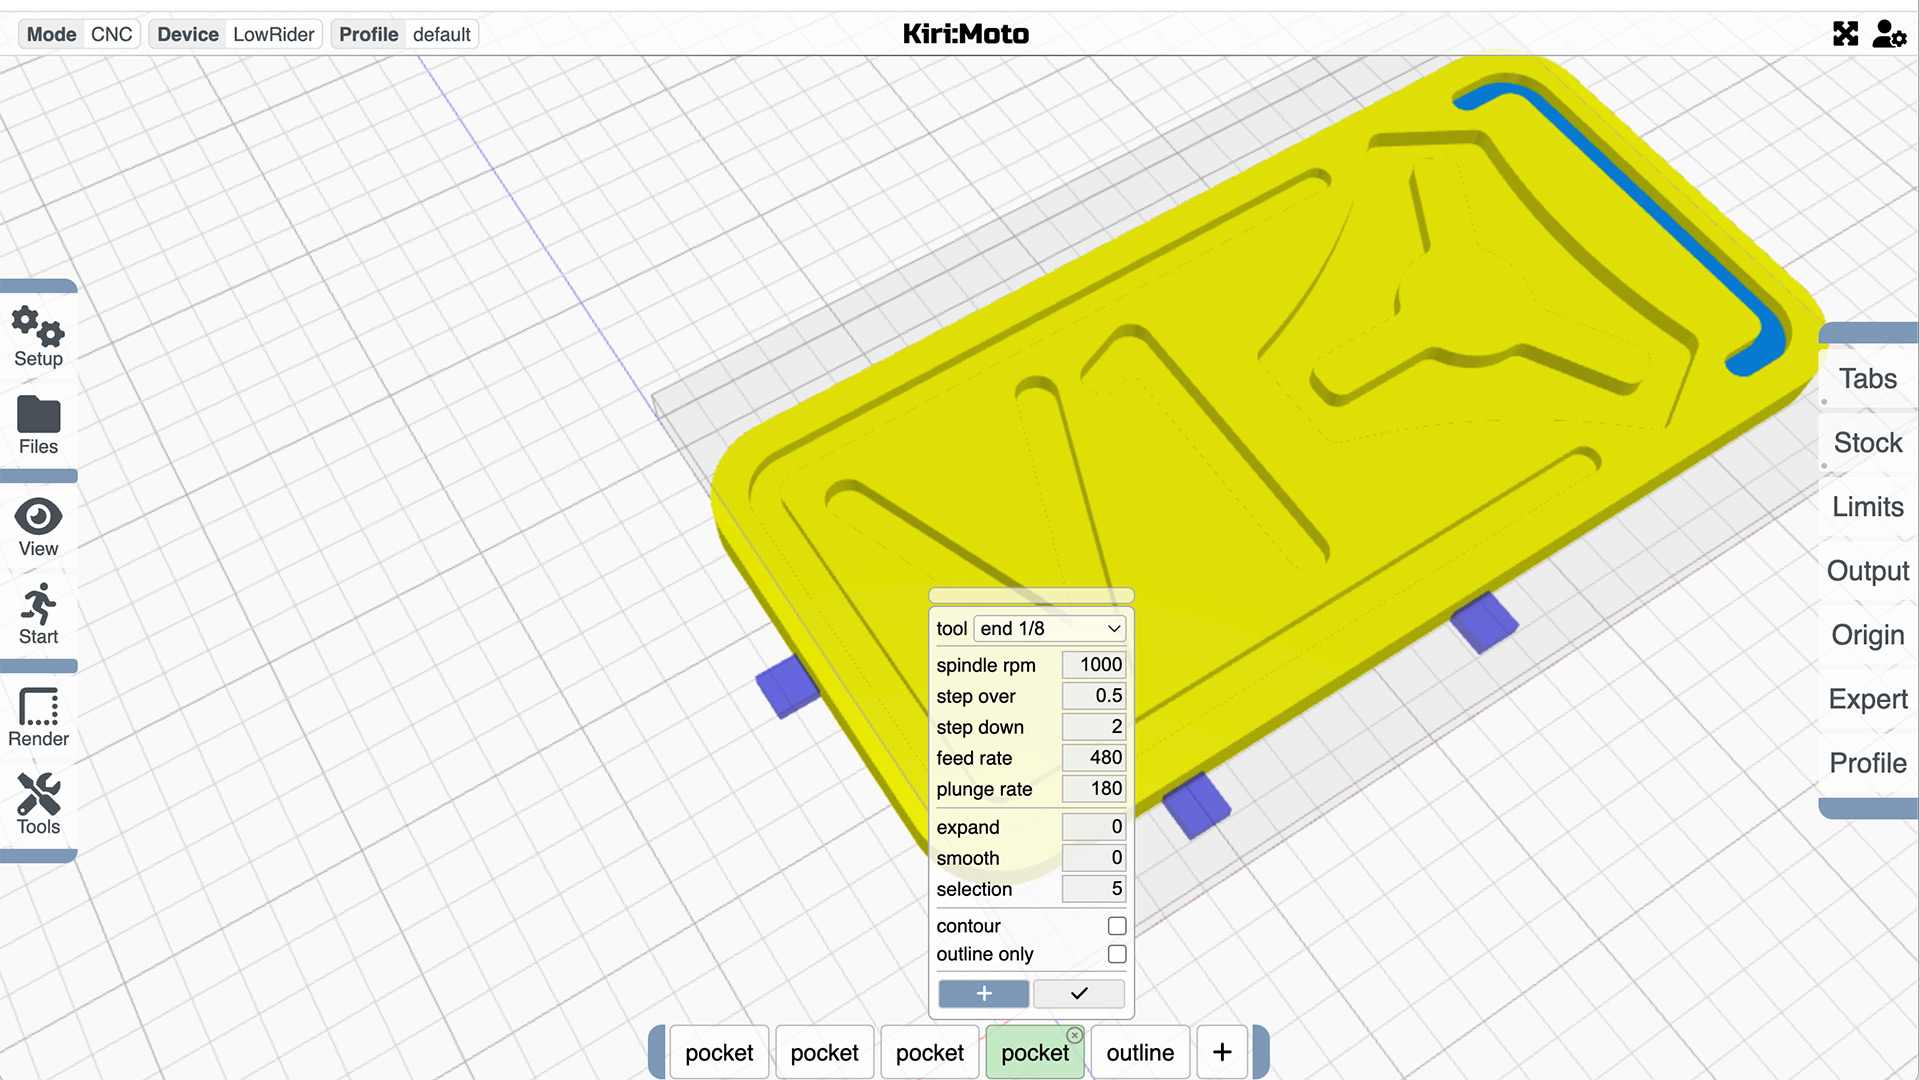 Mode CNC Device LowRider Profile default
Kiri:Moto
Setup
Files
View
Start
Render
Tools
tool end 1/8
spindle rpm 1000
step over 0.5
step down 2
feed rate 480
plunge rate 180
expand 0
smooth 0
selection 5
contour
outline only
+
pocket pocket pocket pocket outline +
Tabs
Stock
Limits
Output
Origin
Expert
Profile